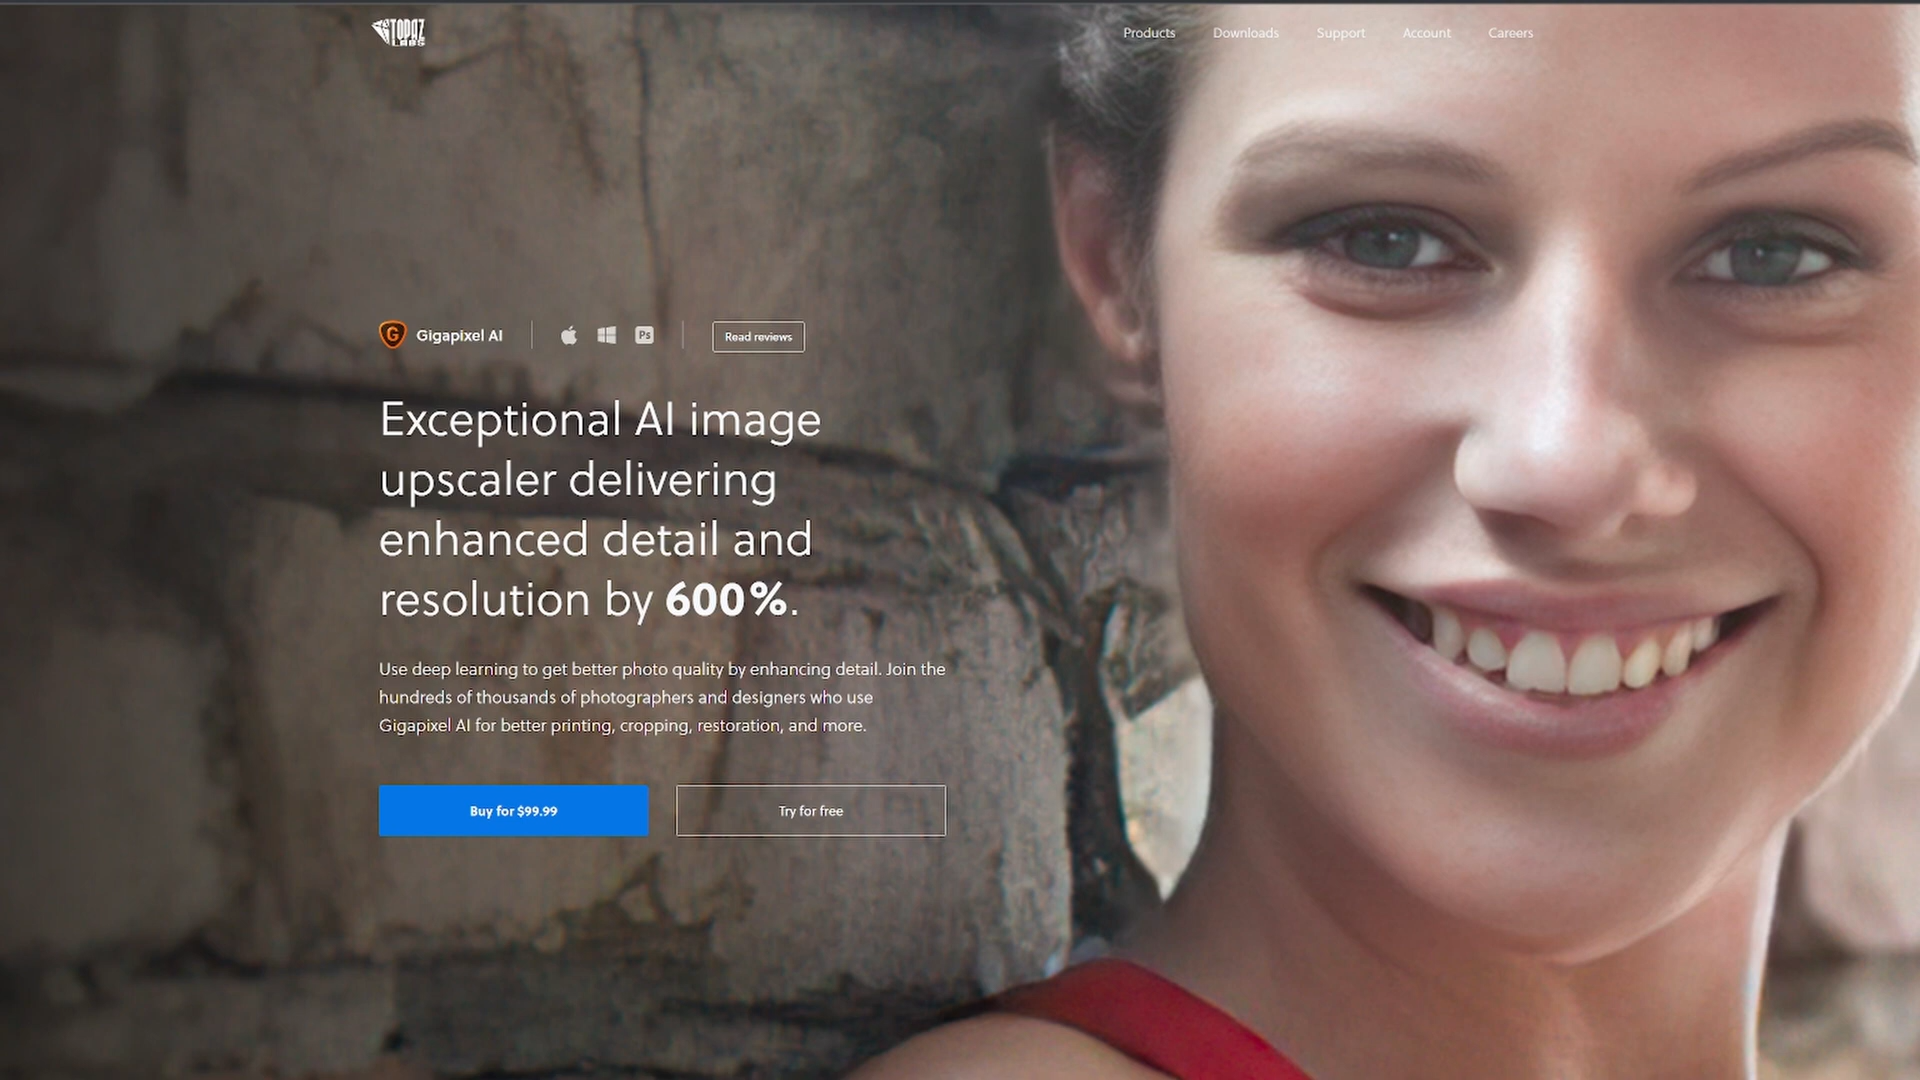 TOPAZ
LABS
Products
Downloads
Support
Account
Careers
G
Gigapixel AI
Ps
Read reviews
Exceptional AI image
upscaler delivering
enhanced detail and
resolution by 600%.
Use deep learning to get better photo quality by enhancing detail. Join the
hundreds of thousands of photographers and designers who use
Gigapixel AI for better printing, cropping, restoration, and more.
Buy for $99.99
Try for free